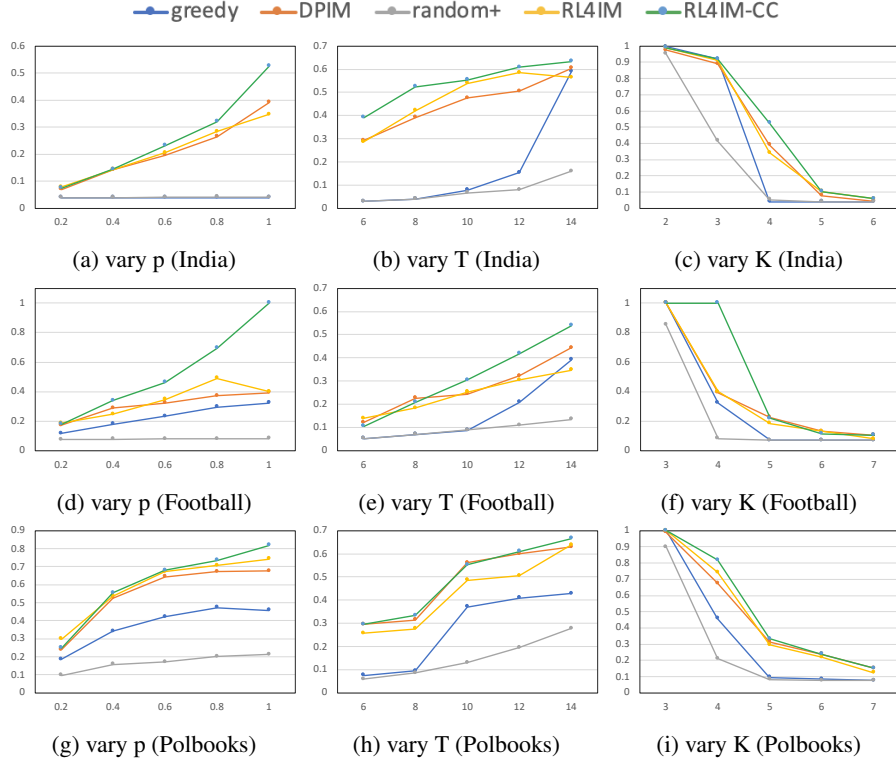 greedy DPIM random+ RL4IM RL4IM-CC
0.6 0.5 0.4 0.3 0.2 0.1 0
0.2 0.4 0.6 0.8 1
(a) vary p (India)
0.7 0.6 0.5 0.4 0.3 0.2 0.1 0
6 8 10 12 14
(b) vary T (India)
1 0.9 0.8 0.7 0.6 0.5 0.4 0.3 0.2 0.1 0
2 3 4 5 6
(c) vary K (India)
1 0.8 0.6 0.4 0.2 0
0.2 0.4 0.6 0.8 1
(d) vary p (Football)
0.7 0.6 0.5 0.4 0.3 0.2 0.1 0
6 8 10 12 14
(e) vary T (Football)
1 0.8 0.6 0.4 0.2 0
3 4 5 6 7
(f) vary K (Football)
0.9 0.8 0.7 0.6 0.5 0.4 0.3 0.2 0.1 0
0.2 0.4 0.6 0.8 1
(g) vary p (Polbooks)
0.7 0.6 0.5 0.4 0.3 0.2 0.1 0
6 8 10 12 14
(h) vary T (Polbooks)
1 0.9 0.8 0.7 0.6 0.5 0.4 0.3 0.2 0.1 0
3 4 5 6 7
(i) vary K (Polbooks)